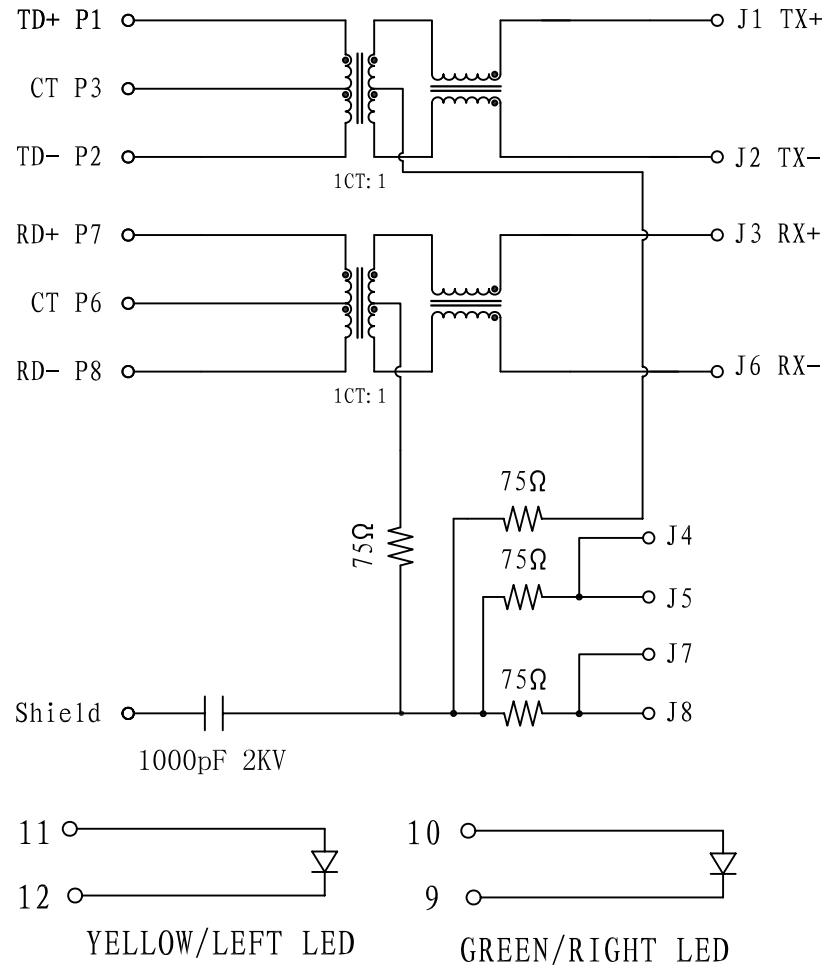 TD+ P1
J1 TX+
CT P3
TD- P2
J2 TX-
1CT:1
RD+ P7
J3 RX+
CT P6
RD- P8
J6 RX-
1CT:1
75Ω
75Ω
J4
75Ω
J5
J7
75Ω
Shield
J8
1000pF 2KV
11
10
12
9
YELLOW/LEFT LED
GREEN/RIGHT LED